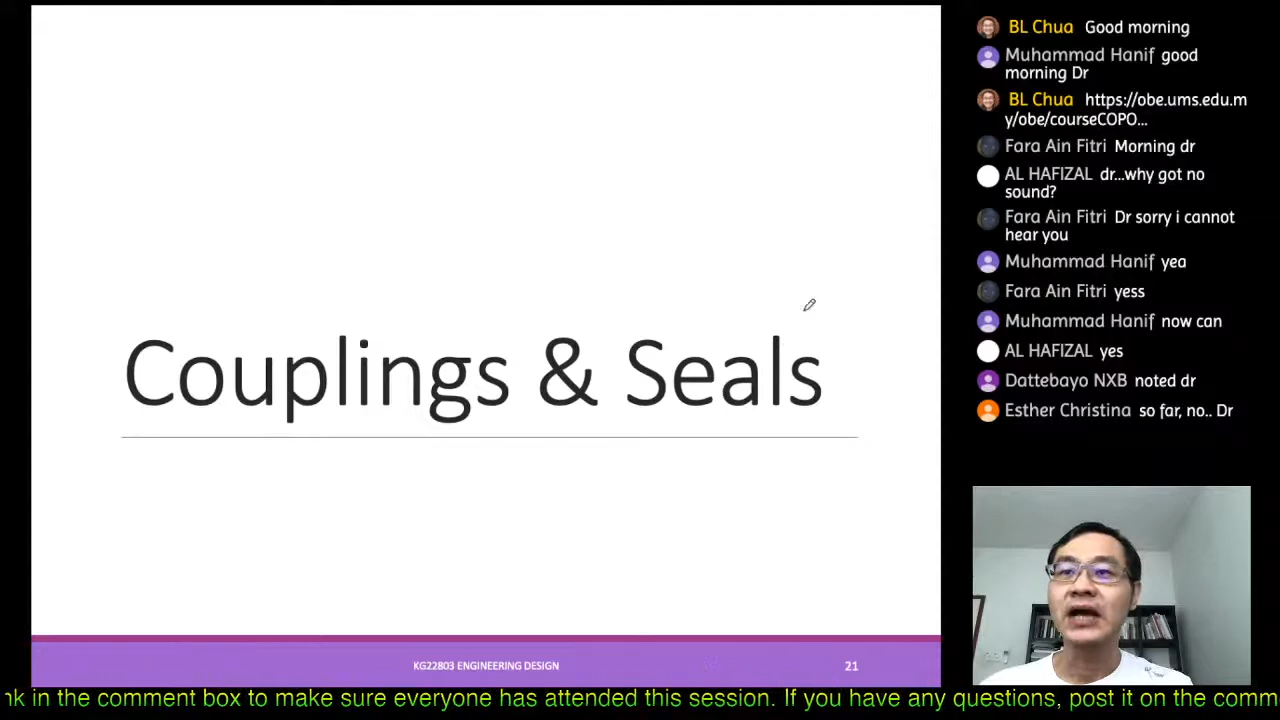 Couplings & Seals
KG22803 ENGINEERING DESIGN
21
BL Chua Good morning
Muhammad Hanif good
morning Dr
BL Chua https://obe.ums.edu.m
y/obe/courseCOPO...
Fara Ain Fitri Morning dr
AL HAFIZAL dr...why got no
sound?
Fara Ain Fitri Dr sorry i cannot
hear you
Muhammad Hanif yea
Fara Ain Fitri yess
Muhammad Hanif now can
AL HAFIZAL yes
Dattebayo NXB noted dr
Esther Christina so far, no.. Dr
in the comment box to make sure everyone has attended this session. If you have any questions, post it on the